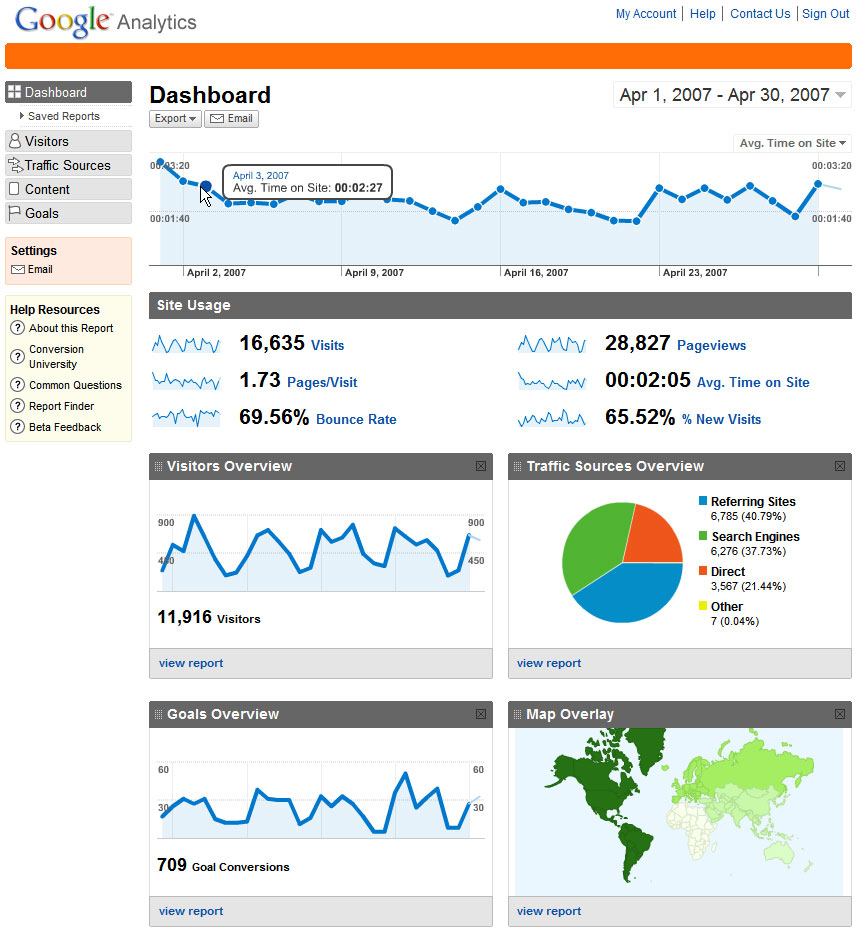 Google Analytics
My Account | Help | Contact Us | Sign Out
Dashboard
Saved Reports
Visitors
Traffic Sources
Content
Goals
Settings
Email
Help Resources
About this Report
Conversion
University
Common Questions
Report Finder
Beta Feedback
Dashboard
Apr 1, 2007 - Apr 30, 2007
Export
Email
Avg. Time on Site
00:03:20
00:03:20
April 3, 2007
Avg. Time on Site: 00:02:27
00:01:40
00:01:40
April 2, 2007
April 9, 2007
April 16, 2007
April 23, 2007
Site Usage
16,635 Visits
28,827 Pageviews
1.73 Pages/Visit
00:02:05 Avg. Time on Site
69.56% Bounce Rate
65.52% % New Visits
Visitors Overview
900
900
450
450
11,916 Visitors
view report
Traffic Sources Overview
Referring Sites
6,785 (40.79%)
Search Engines
6,276 (37.73%)
Direct
3,567 (21.44%)
Other
7 (0.04%)
view report
Goals Overview
60
60
30
30
709 Goal Conversions
view report
Map Overlay
view report